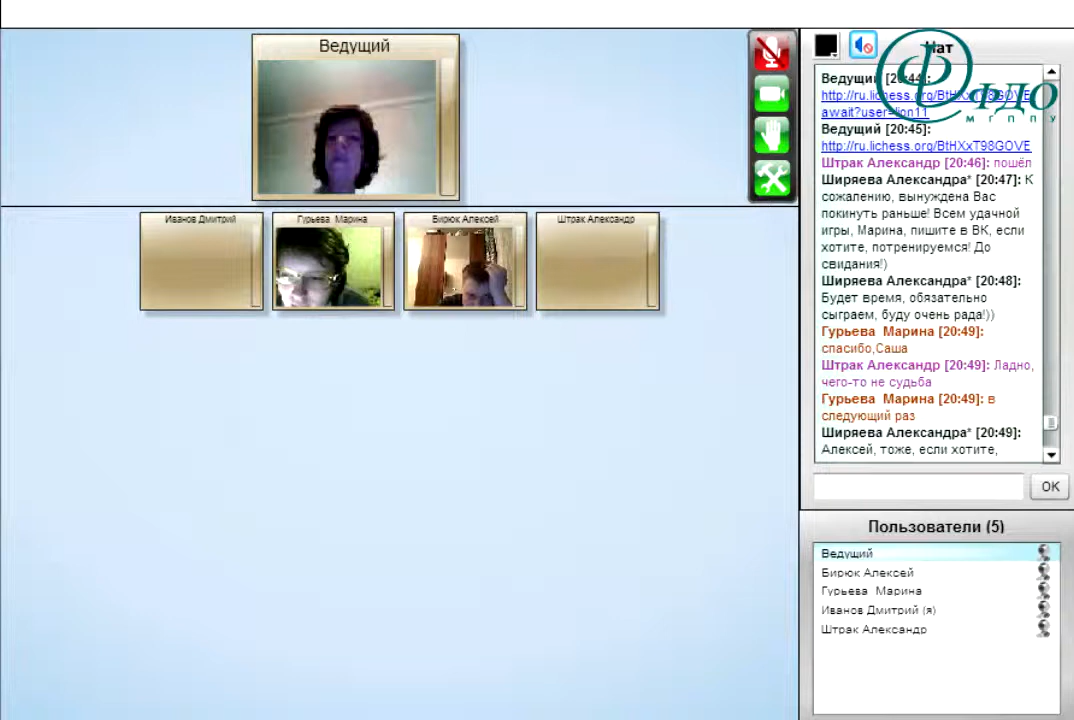 Ведущий
Иванов Дмитрий
Гурьева Марина
Бирюк Алексей
Штрак Александр
Чат
ФДО
МГППУ
Ведущий [20:44]:
http://ru.lichess.org/BtHXxT98GOVE
await?user=lion11
Ведущий [20:45]:
http://ru.lichess.org/BtHXxT98GOVE
Штрак Александр [20:46]: пошёл
Ширяева Александра* [20:47]: К
сожалению, вынуждена Вас
покинуть раньше! Всем удачной
игры, Марина, пишите в ВК, если
хотите, потренируемся! До
свидания!)
Ширяева Александра* [20:48]:
Будет время, обязательно
сыграем, буду очень рада!))
Гурьева Марина [20:49]:
спасибо,Саша
Штрак Александр [20:49]: Ладно,
чего-то не судьба
Гурьева Марина [20:49]: в
следующий раз
Ширяева Александра* [20:49]:
Алексей, тоже, если хотите,
OK
Пользователи (5)
Ведущий
Бирюк Алексей
Гурьева Марина
Иванов Дмитрий (я)
Штрак Александр